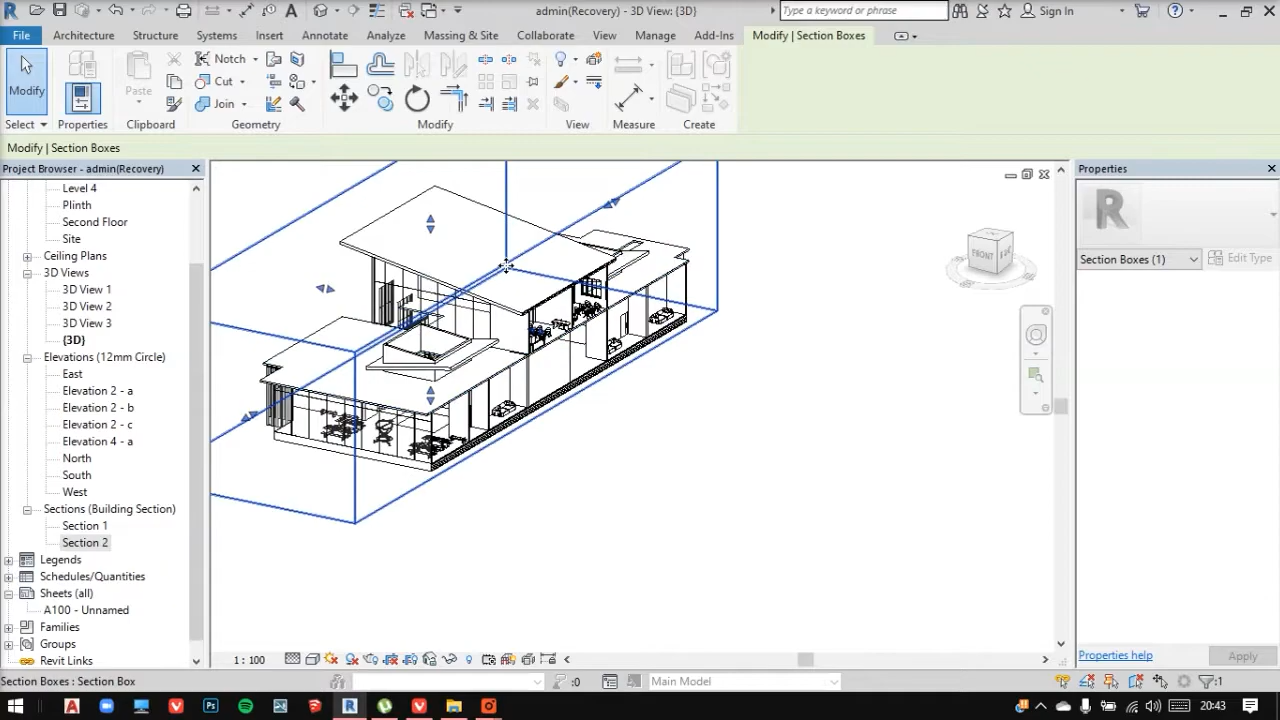 admin(Recovery) - 3D View: {3D}
Type a keyword or phrase
Sign In
File
Architecture
Structure
Systems
Insert
Annotate
Analyze
Massing & Site
Collaborate
View
Manage
Add-Ins
Modify | Section Boxes
Modify
Paste
Notch
Cut
Join
Select
Properties
Clipboard
Geometry
Modify
View
Measure
Create
Modify | Section Boxes
Project Browser - admin(Recovery)
Level 4
Plinth
Second Floor
Site
Ceiling Plans
3D Views
3D View 1
3D View 2
3D View 3
{3D}
Elevations (12mm Circle)
East
Elevation 2 - a
Elevation 2 - b
Elevation 2 - c
Elevation 4 - a
North
South
West
Sections (Building Section)
Section 1
Section 2
Legends
Schedules/Quantities
Sheets (all)
A100 - Unnamed
Families
Groups
Revit Links
FRONT
1 : 100
Properties
Section Boxes (1)
Edit Type
Properties help
Apply
Section Boxes : Section Box
:0
Main Model
:1
20:43